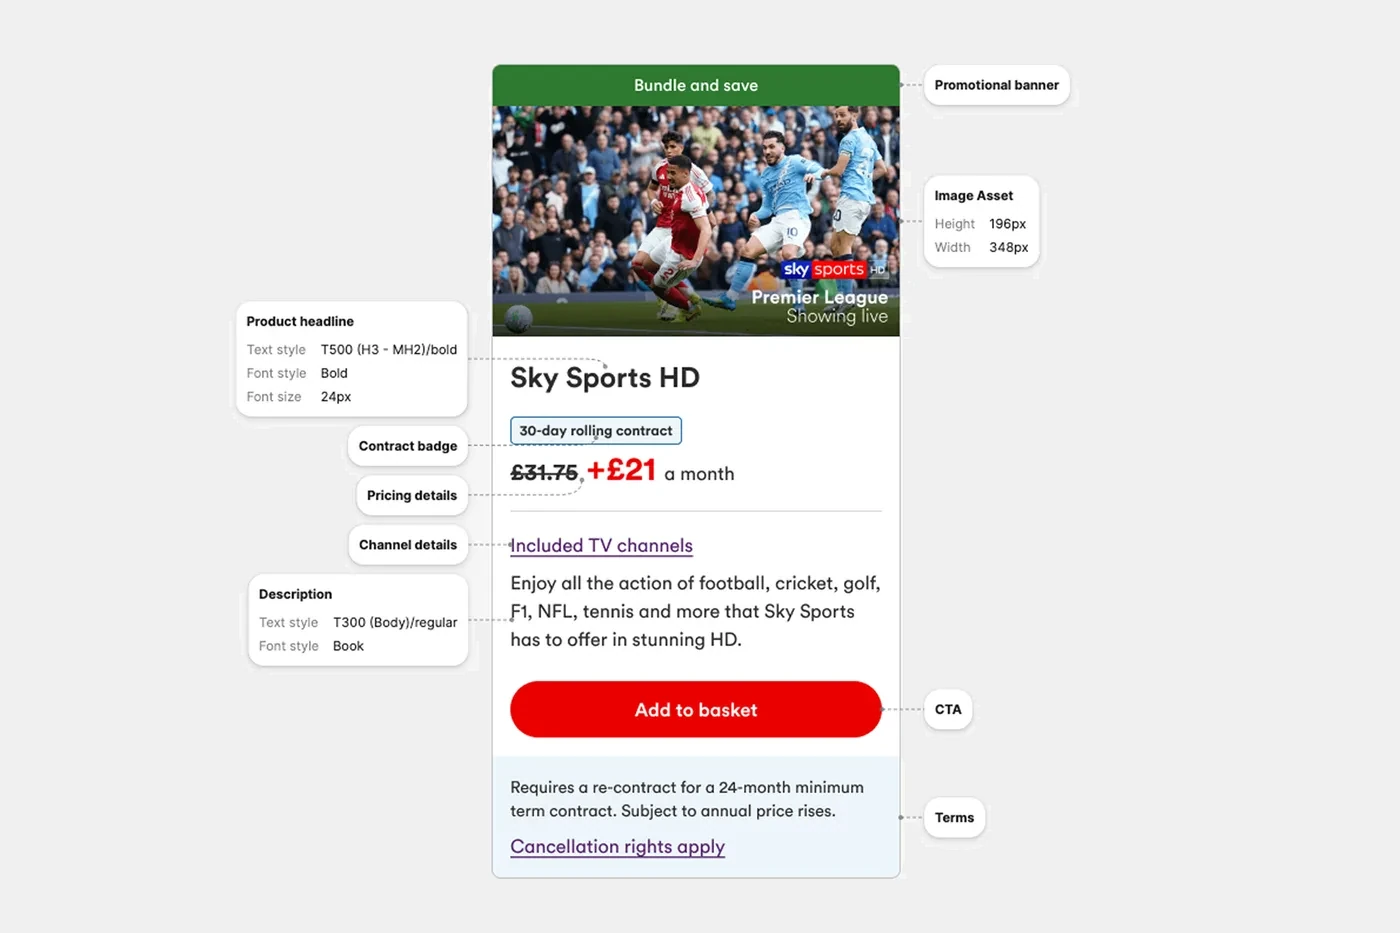 Bundle and save
Promotional banner
Image Asset
Height 196px
Width 348px
10
0
sky sports HD
Premier League
Showing live
Product headline
Text style T500 (H3 - MH2)/bold
Font style Bold
Font size 24px
Sky Sports HD
Contract badge
30-day rolling contract
Pricing details
£31.75 +£21 a month
Channel details
Included TV channels
Description
Text style T300 (Body)/regular
Font style Book
Enjoy all the action of football, cricket, golf,
F1, NFL, tennis and more that Sky Sports
has to offer in stunning HD.
Add to basket
CTA
Requires a re-contract for a 24-month minimum
term contract. Subject to annual price rises.
Cancellation rights apply
Terms